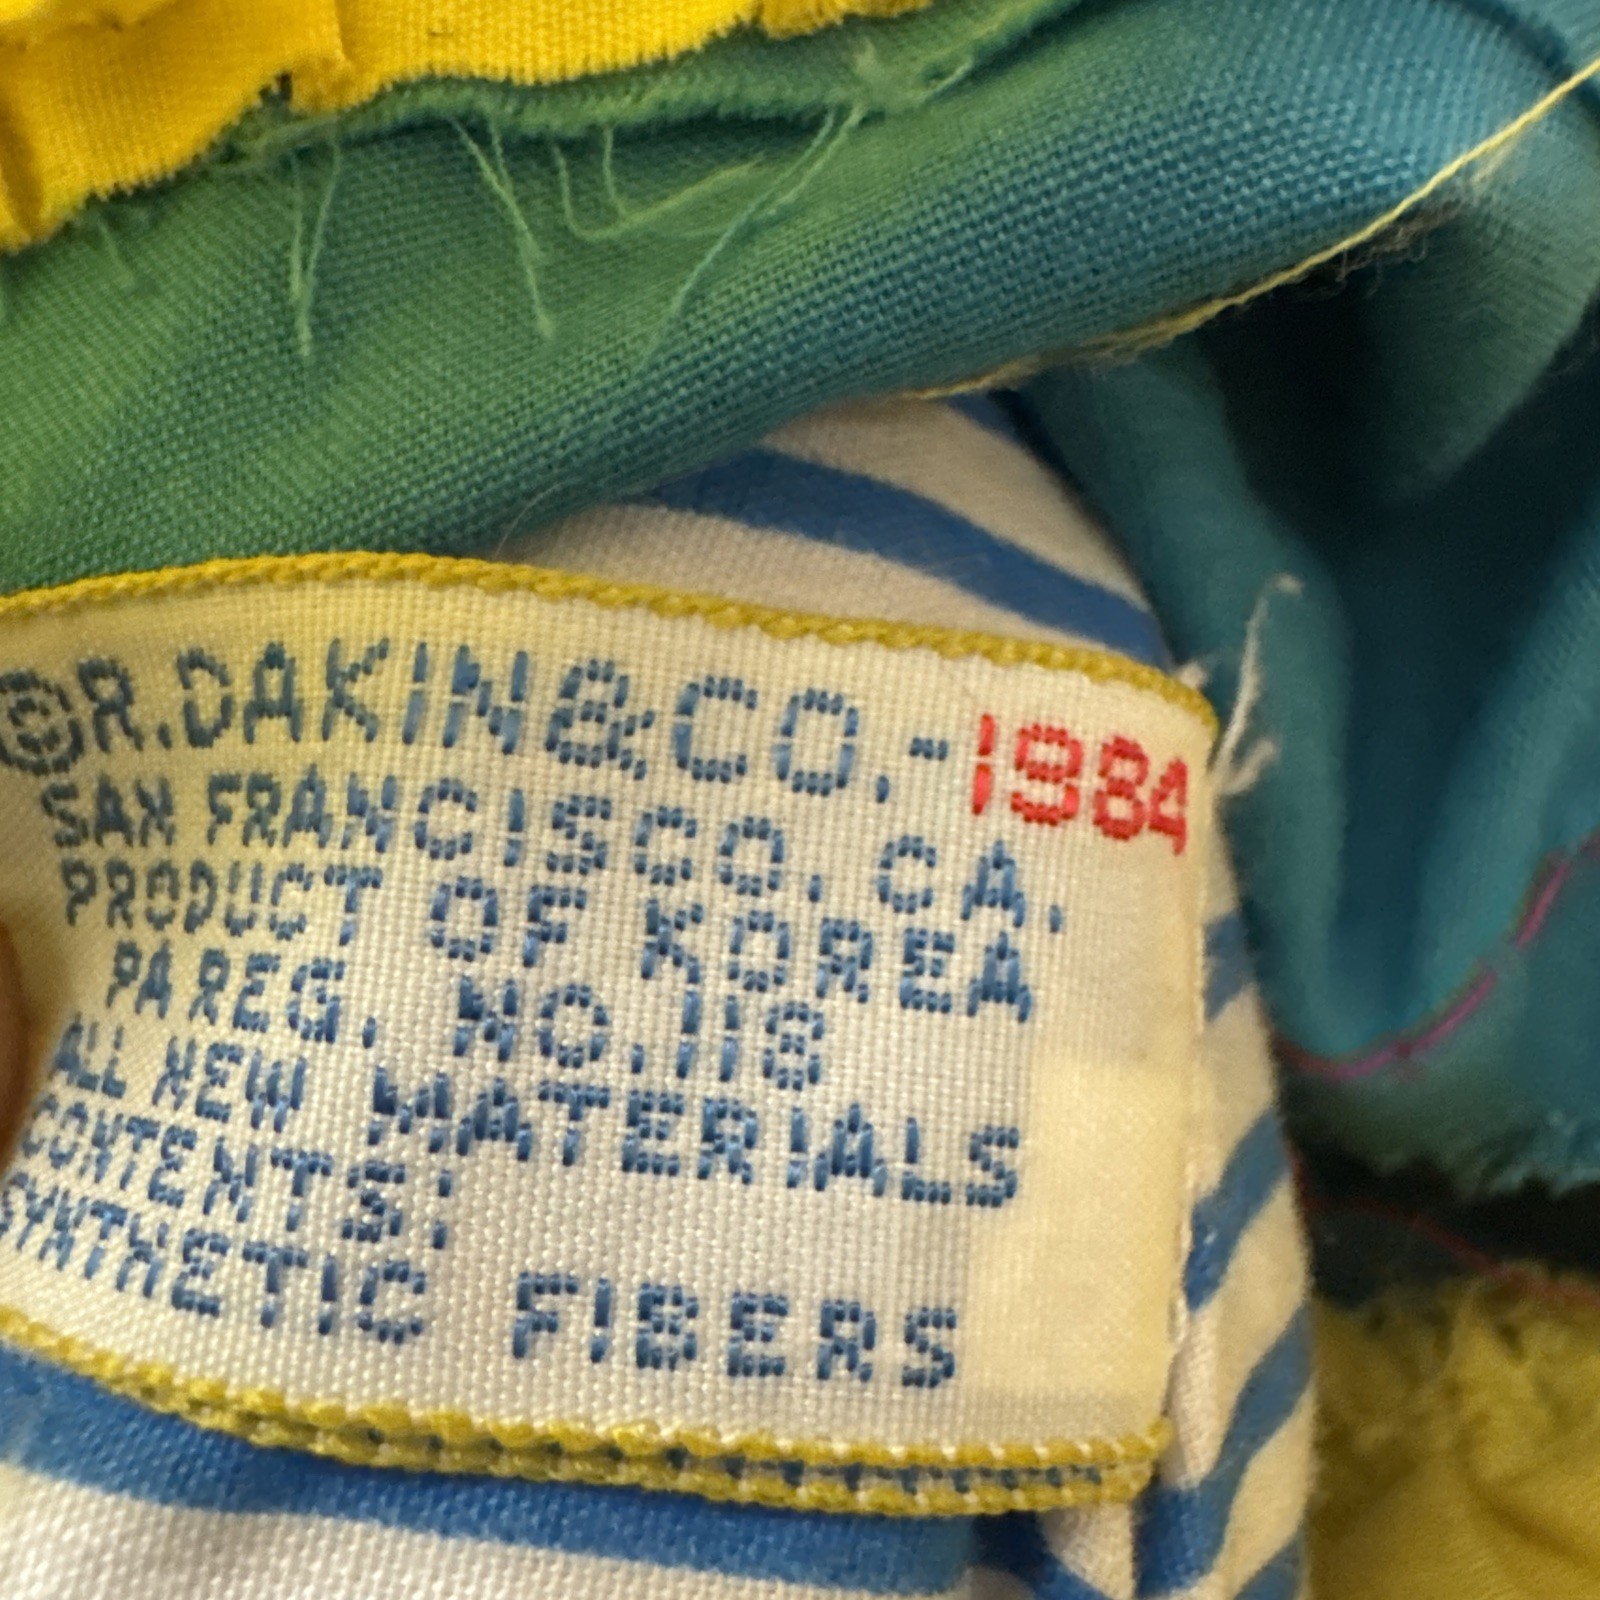 ©R.DAKIN&CO.-1984
SAN FRANCISCO, CA.
PRODUCT OF KOREA
PA REG. NO.118
ALL NEW MATERIALS
CONTENTS:
SYNTHETIC FIBERS